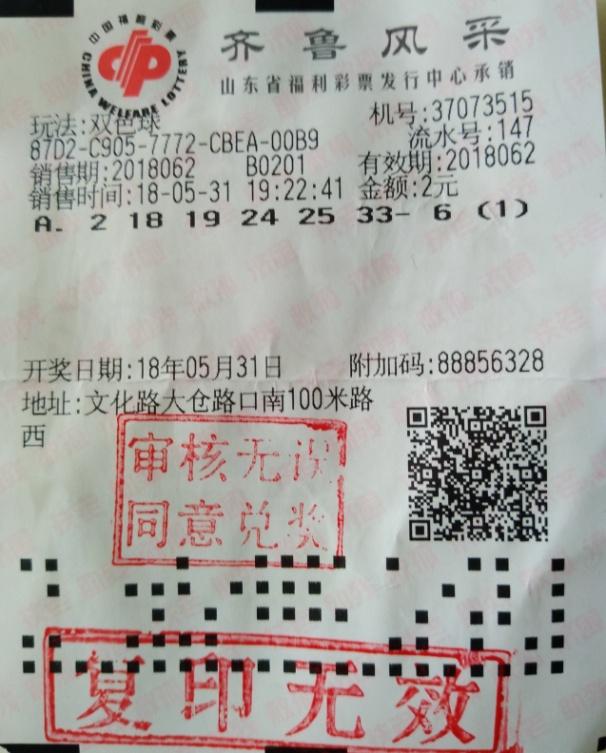 中国福利彩票
CHINA WELFARE LOTTERY
齐鲁风采
山东省福利彩票发行中心承销
玩法:双色球 机号:37073515
87D2-C905-7772-CBEA-00B9 流水号:147
销售期:2018062 B0201 有效期:2018062
销售时间:18-05-31 19:22:41 金额:2元
A. 2 18 19 24 25 33- 6 (1)
开奖日期:18年05月31日 附加码:88856328
地址:文化路大仓路口南100米路
西
审核无误
同意兑奖
复印无效